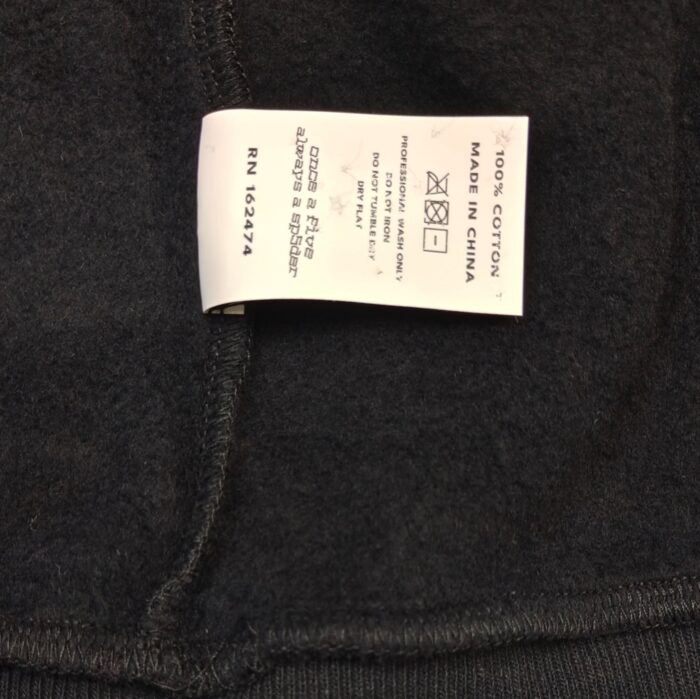 100% COTTON
MADE IN CHINA
PROFESSIONAL WASH ONLY
DO NOT IRON
DO NOT TUMBLE DRY
DRY FLAT
once a five
always a spider
RN 162474